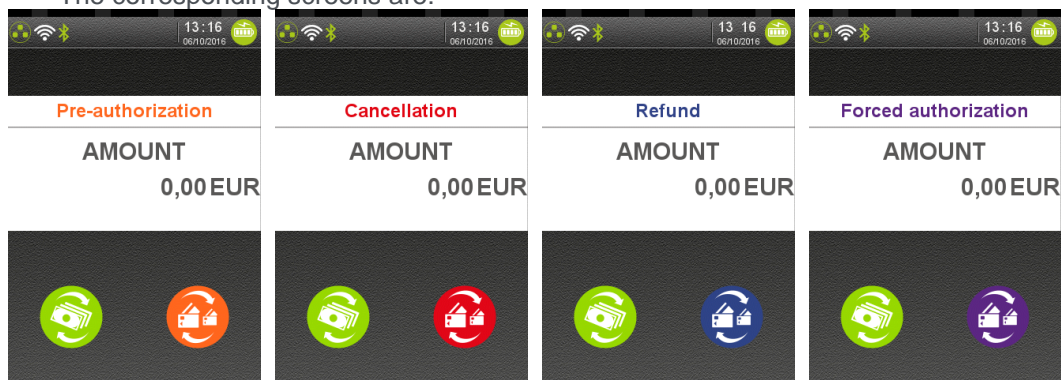 The corresponding screens are:
13:16
06/10/2016
Pre-authorization
AMOUNT
0,00 EUR
13:16
06/10/2016
Cancellation
AMOUNT
0,00 EUR
13 16
06/10/2016
Refund
AMOUNT
0,00 EUR
13:16
06/10/2016
Forced authorization
AMOUNT
0,00 EUR